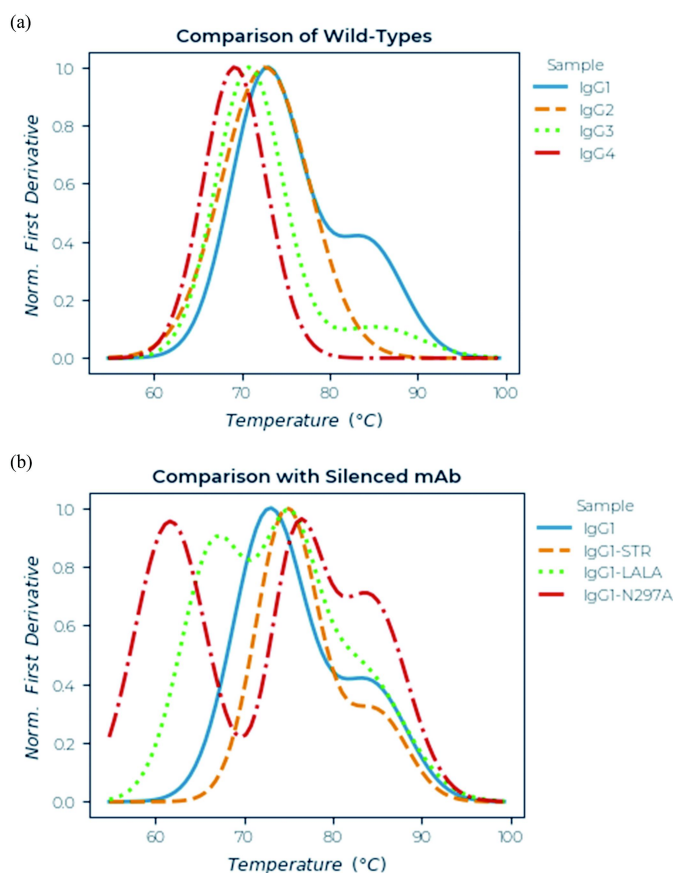 (a)
Comparison of Wild-Types
Norm. First Derivative
1.0
0.8
0.6
0.4
0.2
0.0
60 70 80 90 100
Temperature (°C)
Sample
IgG1
IgG2
IgG3
IgG4
(b)
Comparison with Silenced mAb
Norm. First Derivative
1.0
0.8
0.6
0.4
0.2
0.0
60 70 80 90 100
Temperature (°C)
Sample
IgG1
IgG1-STR
IgG1-LALA
IgG1-N297A